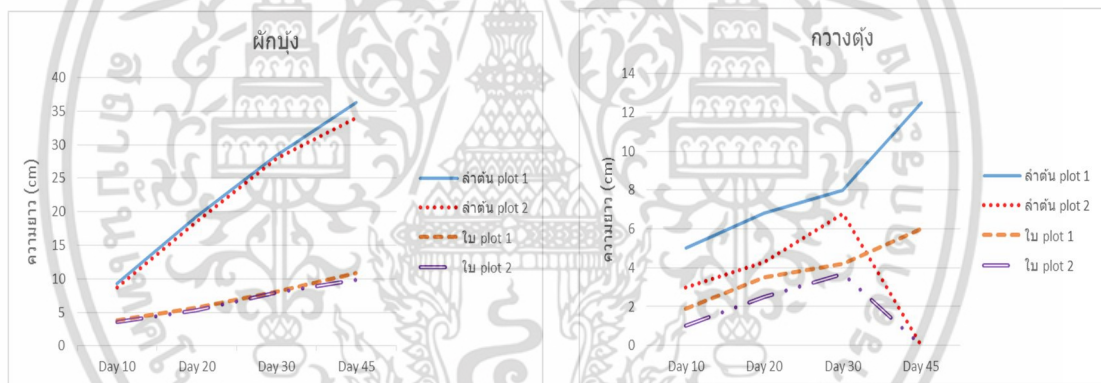 ผักบุ้ง
ความยาว (cm)
40
35
30
25
20
15
10
5
0
Day 10 Day 20 Day 30 Day 45
ลำต้น plot 1
ลำต้น plot 2
ใบ plot 1
ใบ plot 2
กวางตุ้ง
ความยาว (cm)
14
12
10
8
6
4
2
0
Day 10 Day 20 Day 30 Day 45
ลำต้น plot 1
ลำต้น plot 2
ใบ plot 1
ใบ plot 2